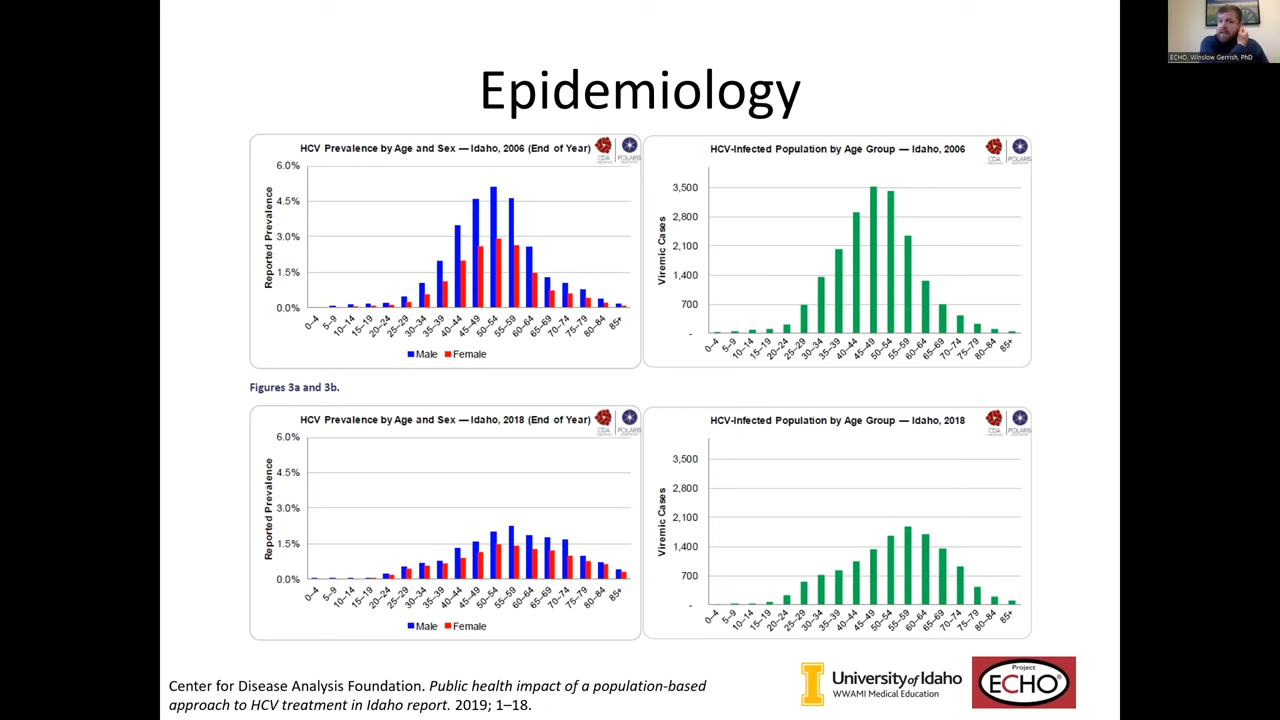 ECHO, Winslow Gerrish, PhD
Epidemiology
HCV Prevalence by Age and Sex — Idaho, 2006 (End of Year)
CDA
POLARIS
Reported Prevalence
6.0%
4.5%
3.0%
1.5%
0.0%
0–4 5–9 10–14 15–19 20–24 25–29 30–34 35–39 40–44 45–49 50–54 55–59 60–64 65–69 70–74 75–79 80–84 85+
Male Female
HCV-Infected Population by Age Group — Idaho, 2006
CDA
POLARIS
Viremic Cases
3,500
2,800
2,100
1,400
700
-
0–4 5–9 10–14 15–19 20–24 25–29 30–34 35–39 40–44 45–49 50–54 55–59 60–64 65–69 70–74 75–79 80–84 85+
Figures 3a and 3b.
HCV Prevalence by Age and Sex — Idaho, 2018 (End of Year)
CDA
POLARIS
Reported Prevalence
6.0%
4.5%
3.0%
1.5%
0.0%
0–4 5–9 10–14 15–19 20–24 25–29 30–34 35–39 40–44 45–49 50–54 55–59 60–64 65–69 70–74 75–79 80–84 85+
Male Female
HCV-Infected Population by Age Group — Idaho, 2018
CDA
POLARIS
Viremic Cases
3,500
2,800
2,100
1,400
700
-
0–4 5–9 10–14 15–19 20–24 25–29 30–34 35–39 40–44 45–49 50–54 55–59 60–64 65–69 70–74 75–79 80–84 85+
Center for Disease Analysis Foundation. Public health impact of a population-based
approach to HCV treatment in Idaho report. 2019; 1–18.
I
University of Idaho
WWAMI Medical Education
Project
ECHO®